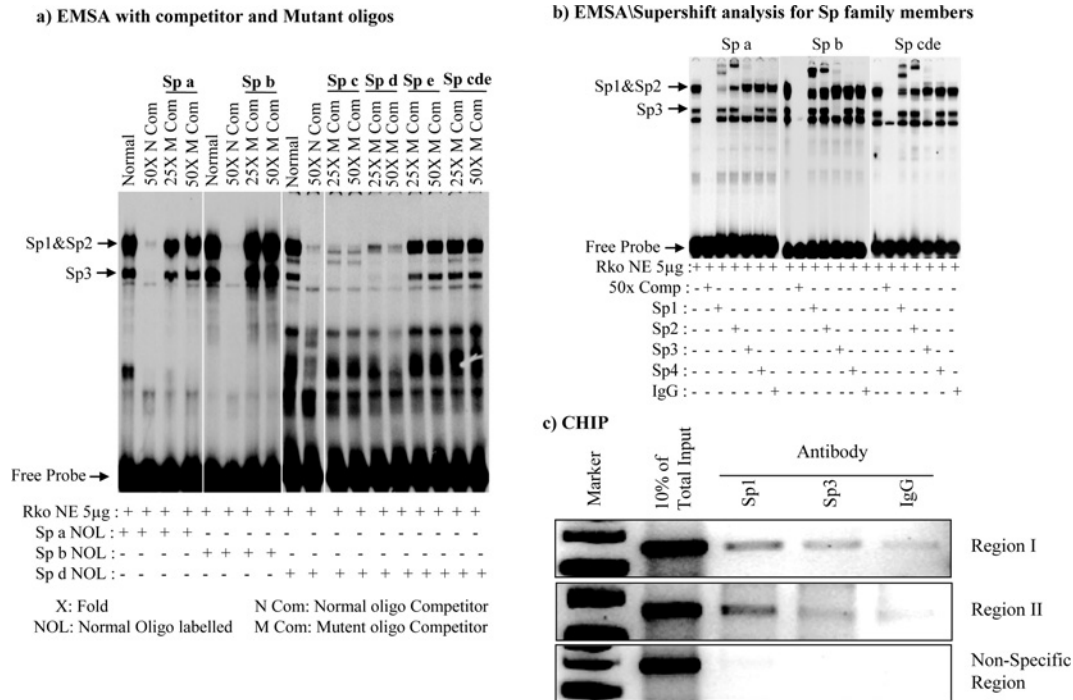 a) EMSA with competitor and Mutant oligos
Sp a
Sp b
Sp c
Sp d
Sp e
Sp cde
Normal
50X N Com
25X M Com
50X M Com
Normal
50X N Com
25X M Com
50X M Com
Normal
50X N Com
25X M Com
50X M Com
25X M Com
50X M Com
25X M Com
50X M Com
25X M Com
50X M Com
Sp1&Sp2
Sp3
Free Probe
Rko NE 5µg + + + + + + + + + + + + + + + + + +
Sp a NOL : + + + + - - - - - - - - - - - - - -
Sp b NOL : - - - - + + + + - - - - - - - - - -
Sp d NOL : - - - - - - - - + + + + + + + + + +
X: Fold
N Com: Normal oligo Competitor
NOL: Normal Oligo labelled
M Com: Mutent oligo Competitor
b) EMSA\Supershift analysis for Sp family members
Sp a
Sp b
Sp cde
Sp1&Sp2
Sp3
Free Probe
Rko NE 5µg : + + + + + + + + + + + + + + + + + + + + +
50x Comp : - + - - - - - - + - - - - - - + - - - - -
Sp1 : - - + - - - - - - + - - - - - - + - - - -
Sp2 : - - - + - - - - - - + - - - - - - + - - -
Sp3 : - - - - + - - - - - - + - - - - - - + - -
Sp4 : - - - - - + - - - - - - + - - - - - - + -
IgG : - - - - - - + - - - - - - + - - - - - - +
c) CHIP
Marker
10% of
Total Input
Antibody
Sp1
Sp3
IgG
Region I
Region II
Non-Specific
Region